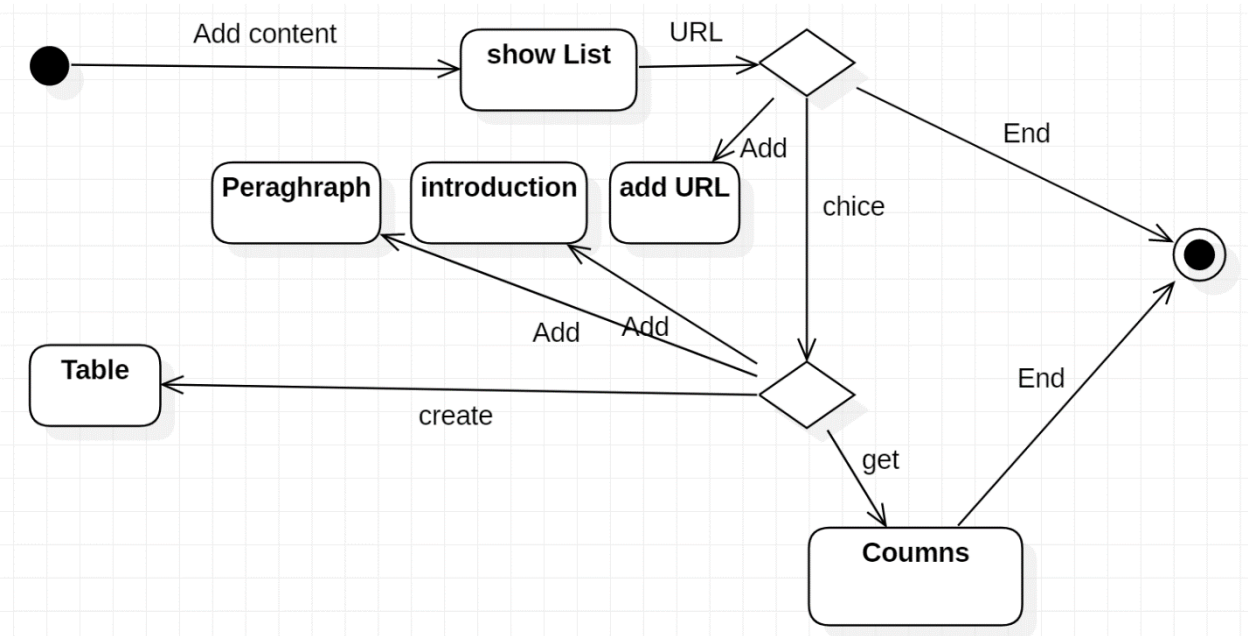 Add content
show List
URL
End
Add
Peraghraph
introduction
add URL
chice
Add
Add
Table
create
End
get
Coumns